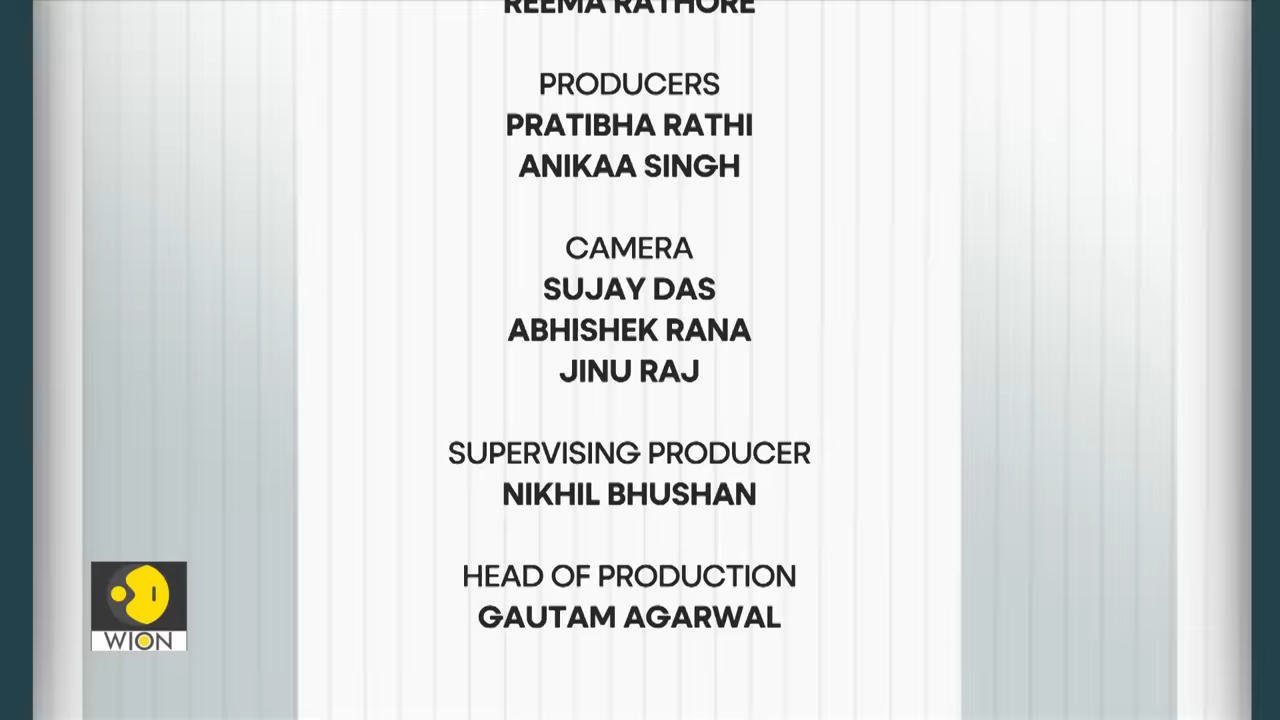 REEMA RATHORE
PRODUCERS
PRATIBHA RATHI
ANIKAA SINGH
CAMERA
SUJAY DAS
ABHISHEK RANA
JINU RAJ
SUPERVISING PRODUCER
NIKHIL BHUSHAN
HEAD OF PRODUCTION
GAUTAM AGARWAL
WION